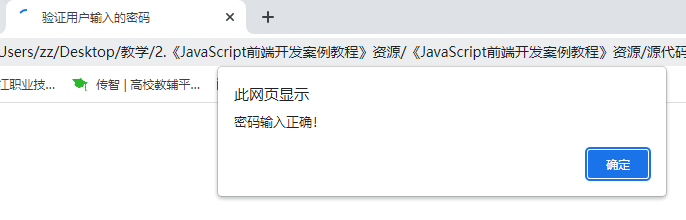 验证用户输入的密码
Users/zz/Desktop/教学/2.《JavaScript前端开发案例教程》资源/《JavaScript前端开发案例教程》资源/源代码
江职业技... 传智 | 高校教辅平...
此网页显示
密码输入正确!
确定